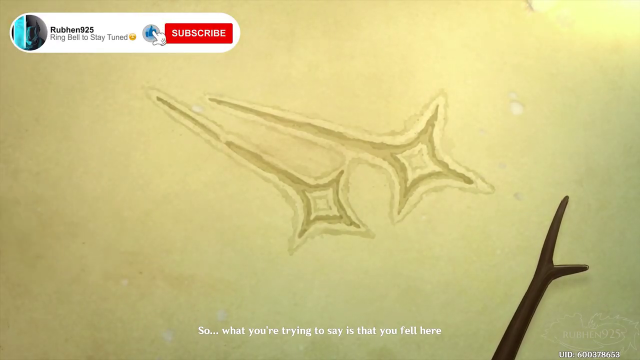 Rubhen925
Ring Bell to Stay Tuned😊
SUBSCRIBE
So... what you're trying to say is that you fell here
RUBHEN925
UID: 600378653